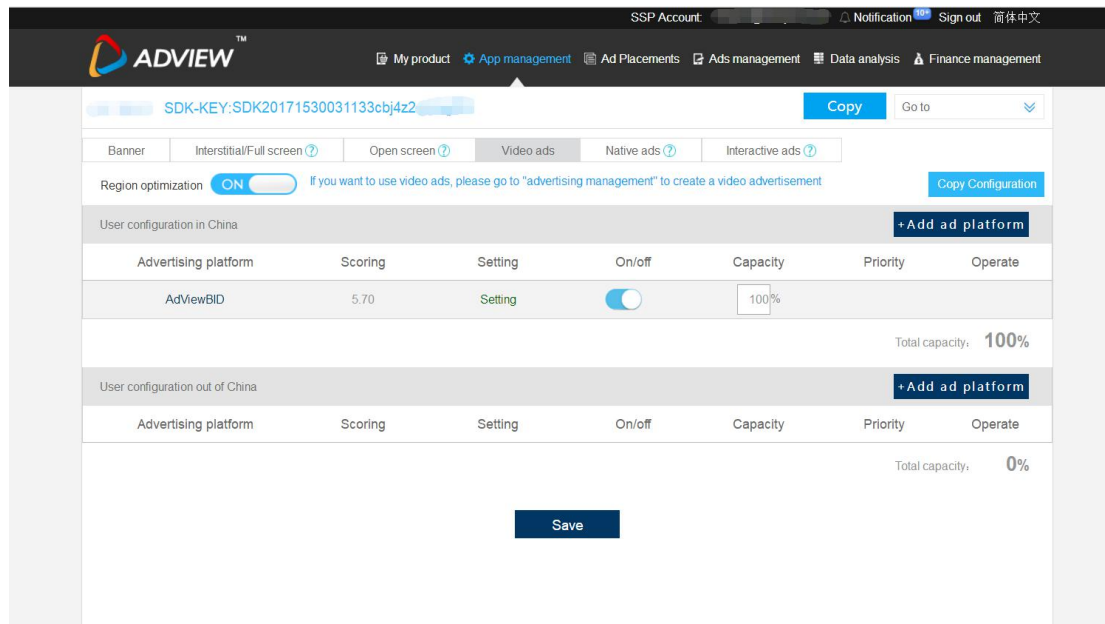 SSP Account: Notification 10+ Sign out 简体中文
ADVIEW™ My product App management Ad Placements Ads management Data analysis Finance management
SDK-KEY:SDK20171530031133cbj4z2 Copy Go to
Banner Interstitial/Full screen ? Open screen ? Video ads Native ads ? Interactive ads ?
Region optimization ON If you want to use video ads, please go to "advertising management" to create a video advertisement Copy Configuration
User configuration in China +Add ad platform
Advertising platform Scoring Setting On/off Capacity Priority Operate
AdViewBID 5.70 Setting 100 %
Total capacity: 100%
User configuration out of China +Add ad platform
Advertising platform Scoring Setting On/off Capacity Priority Operate
Total capacity: 0%
Save